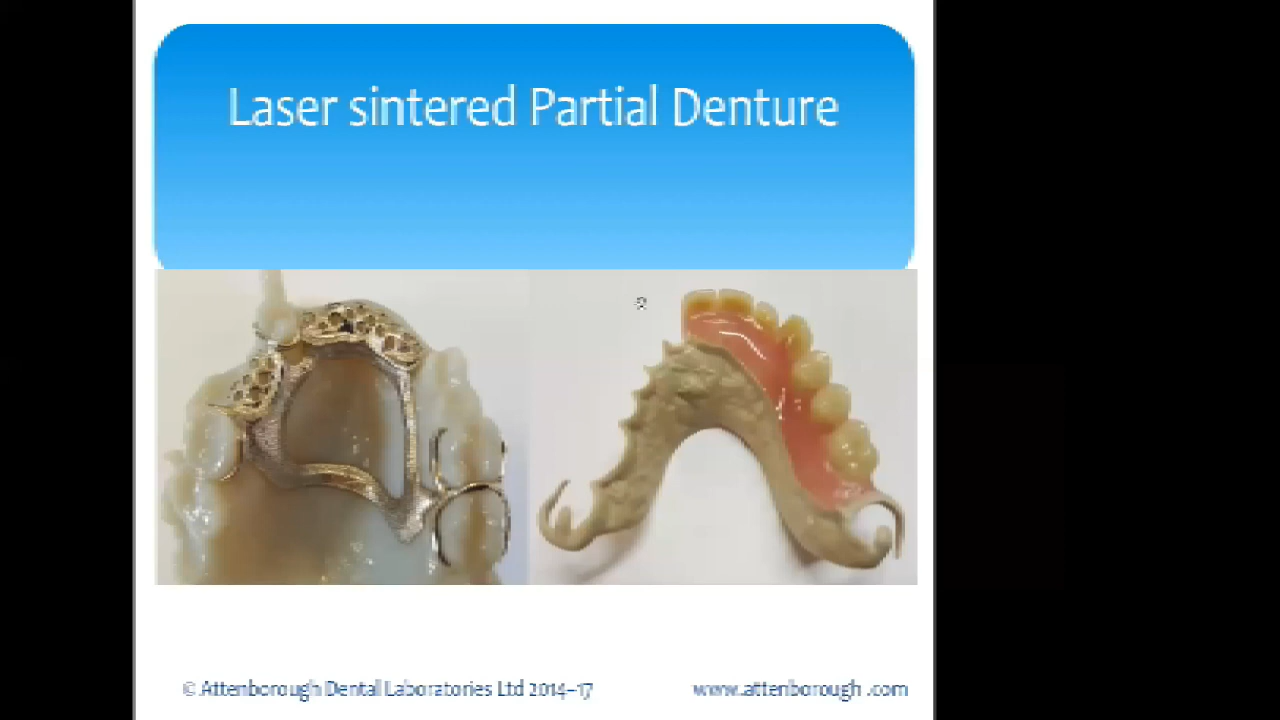 Laser sintered Partial Denture
© Attenborough Dental Laboratories Ltd 2014-17
www.attenborough .com